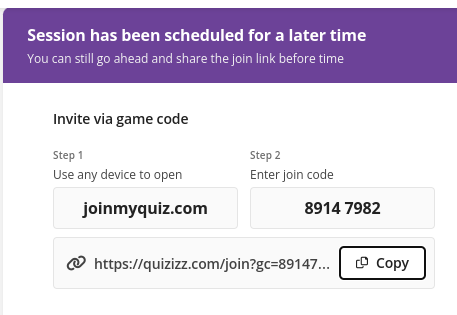 Session has been scheduled for a later time
You can still go ahead and share the join link before time
Invite via game code
Step 1
Use any device to open
joinmyquiz.com
Step 2
Enter join code
8914 7982
https://quizizz.com/join?gc=89147...
Copy